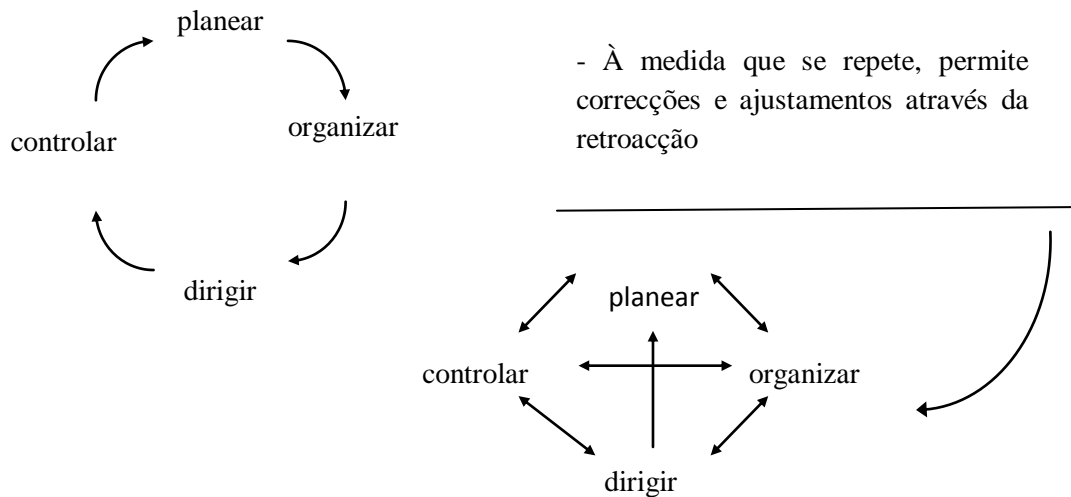 planear
organizar
controlar
dirigir
- À medida que se repete, permite
correcções e ajustamentos através da
retroacção
planear
controlar
organizar
dirigir